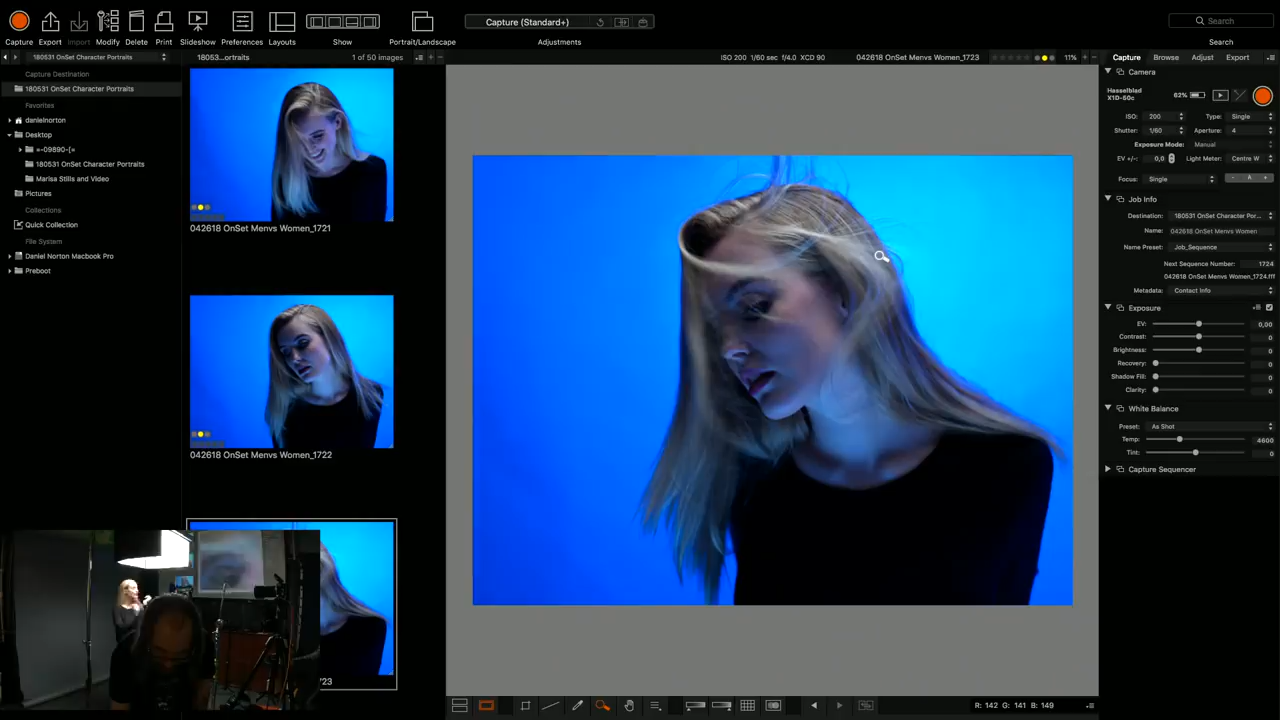 Capture Export Import Modify Delete Print Slideshow Preferences Layouts Show Portrait/Landscape Adjustments Search
Capture (Standard+)
Search
180531 OnSet Character Portraits
18053...ortraits
1 of 50 Images
ISO 200 1/60 sec f/4.0 XCD 90
042618 OnSet Menvs Women_1723
11%
Capture Browse Adjust Export
Capture Destination
180531 OnSet Character Portraits
Favorites
danielnorton
Desktop
=-09890-[=
180531 OnSet Character Portraits
Marisa Stills and Video
Pictures
Collections
Quick Collection
File System
Daniel Norton Macbook Pro
Preboot
042618 OnSet Menvs Women_1721
042618 OnSet Menvs Women_1722
23
Camera
Hasselblad
X1D-50c
62%
ISO: 200 Type: Single
Shutter: 1/60 Aperture: 4
Exposure Mode: Manual
EV +/-: 0,0 Light Meter: Centre W
Focus: Single - A +
Job Info
Destination: 180531 OnSet Character Por...
Name: 042618 OnSet Menvs Women
Name Preset: Job_Sequence
Next Sequence Number: 1724
042618 OnSet Menvs Women_1724.fff
Metadata: Contact Info
Exposure
EV: 0,00
Contrast: 0
Brightness: 0
Recovery: 0
Shadow Fill: 0
Clarity: 0
White Balance
Preset: As Shot
Temp: 4600
Tint: 0
Capture Sequencer
R: 142 G: 141 B: 149